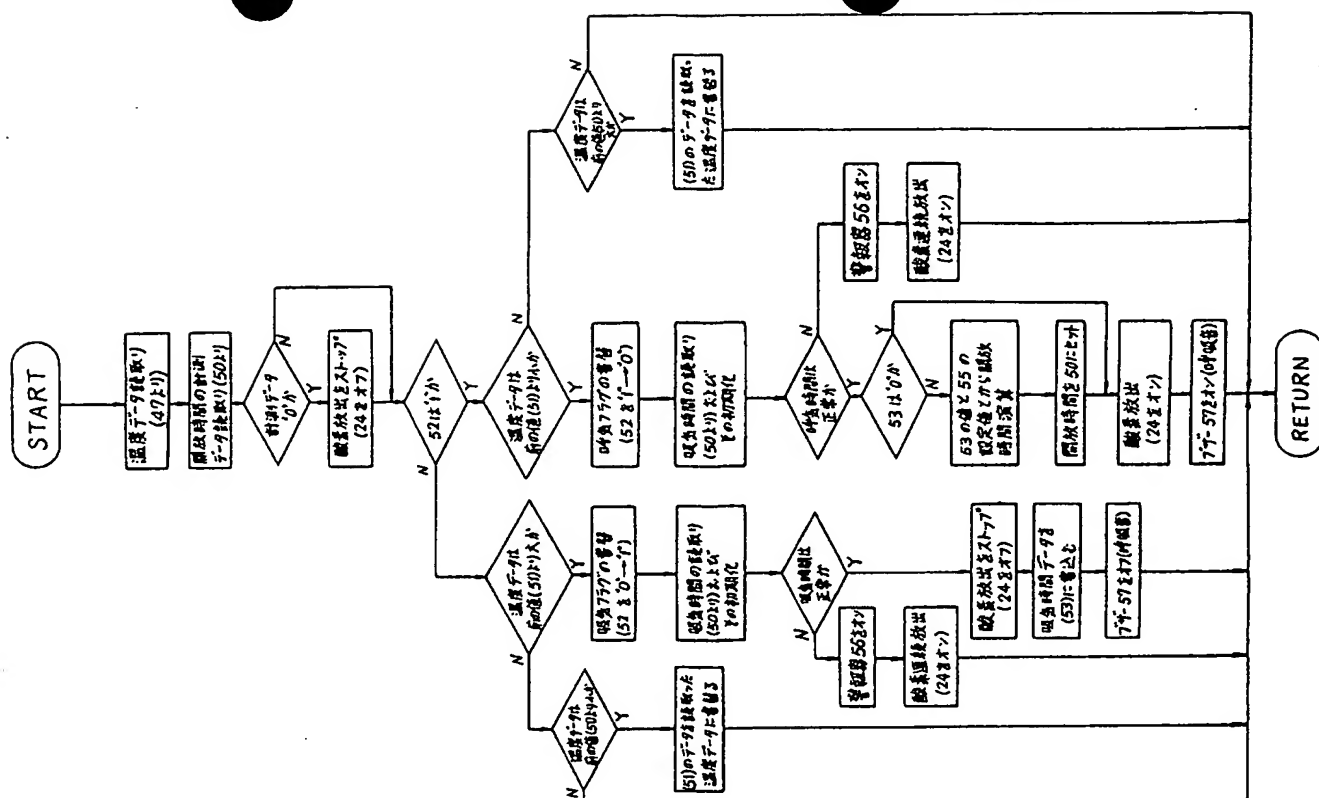 START
温度データ読取り
(47より)
開放時間の計測
データ読取り(50より)
計測データ
'0'か
N
Y
酸素放出をストップ
(24をオフ)
52は'1'か
N
Y
温度データは
前の値(51)より小か
N
Y
呼気フラグの書替
(52を'1'→'0')
吸気時間の読取り
(50より)および
その初期化
呼気時間は
正常か
N
Y
53は'0'か
Y
N
53の値と55の
設定値とから開放
時間演算
開放時間を50にセット
酸素放出
(24をオン)
ブザー57をオン(呼吸音)
警報器56をオン
酸素連続放出
(24をオン)
温度データは
前の値(51)より
大か
N
Y
(51)のデータを読取っ
た温度データに書替る
温度データは
前の値(51)より大か
N
Y
吸気フラグの書替
(52を'0'→'1')
吸気時間の読取り
(50より)および
その初期化
吸気時間は
正常か
N
Y
酸素放出をストップ
(24をオフ)
吸気時間データを
(53)に書込む
ブザー57をオフ(呼吸音)
警報器56をオン
酸素連続放出
(24をオン)
温度データは
前の値(51)より小か
N
Y
(51)のデータを読取った
温度データに書替る
RETURN